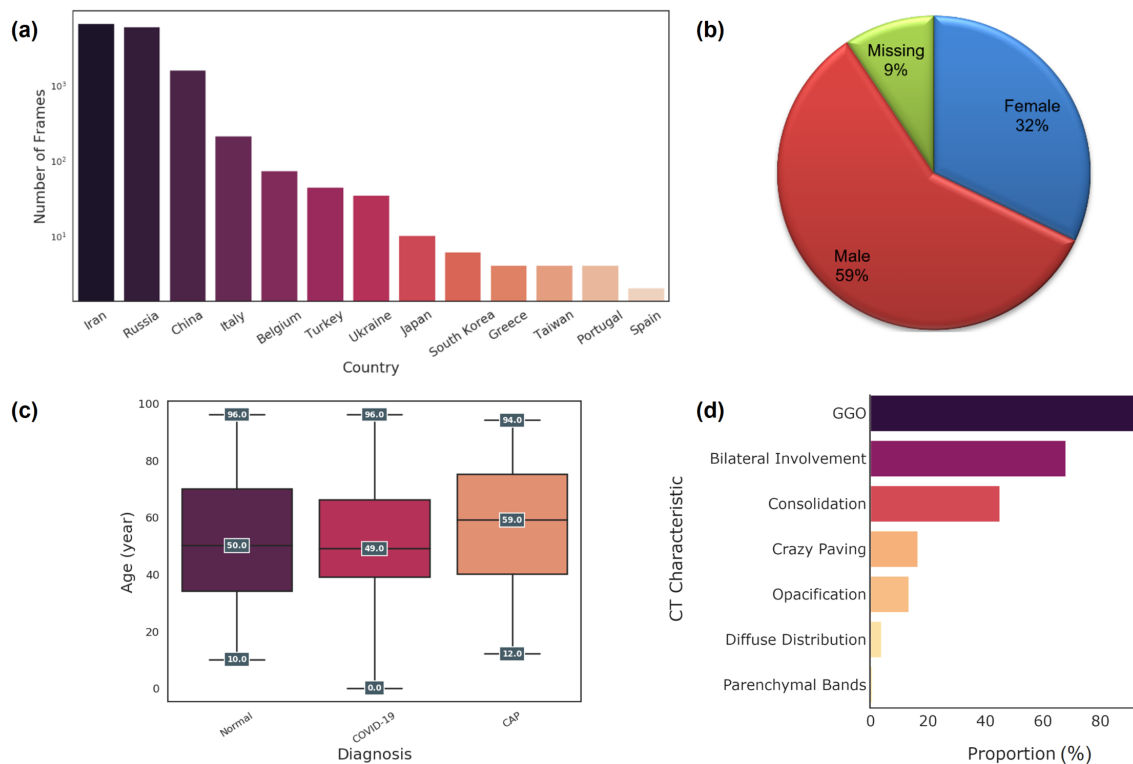 (a)
Number of Frames
10³
10²
10¹
Iran
Russia
China
Italy
Belgium
Turkey
Ukraine
Japan
South Korea
Greece
Taiwan
Portugal
Spain
Country
(b)
Missing
9%
Female
32%
Male
59%
(c)
Age (year)
100
80
60
40
20
0
96.0
50.0
10.0
96.0
49.0
0.0
94.0
59.0
12.0
Normal
COVID-19
CAP
Diagnosis
(d)
CT Characteristic
GGO
Bilateral Involvement
Consolidation
Crazy Paving
Opacification
Diffuse Distribution
Parenchymal Bands
0
20
40
60
80
Proportion (%)